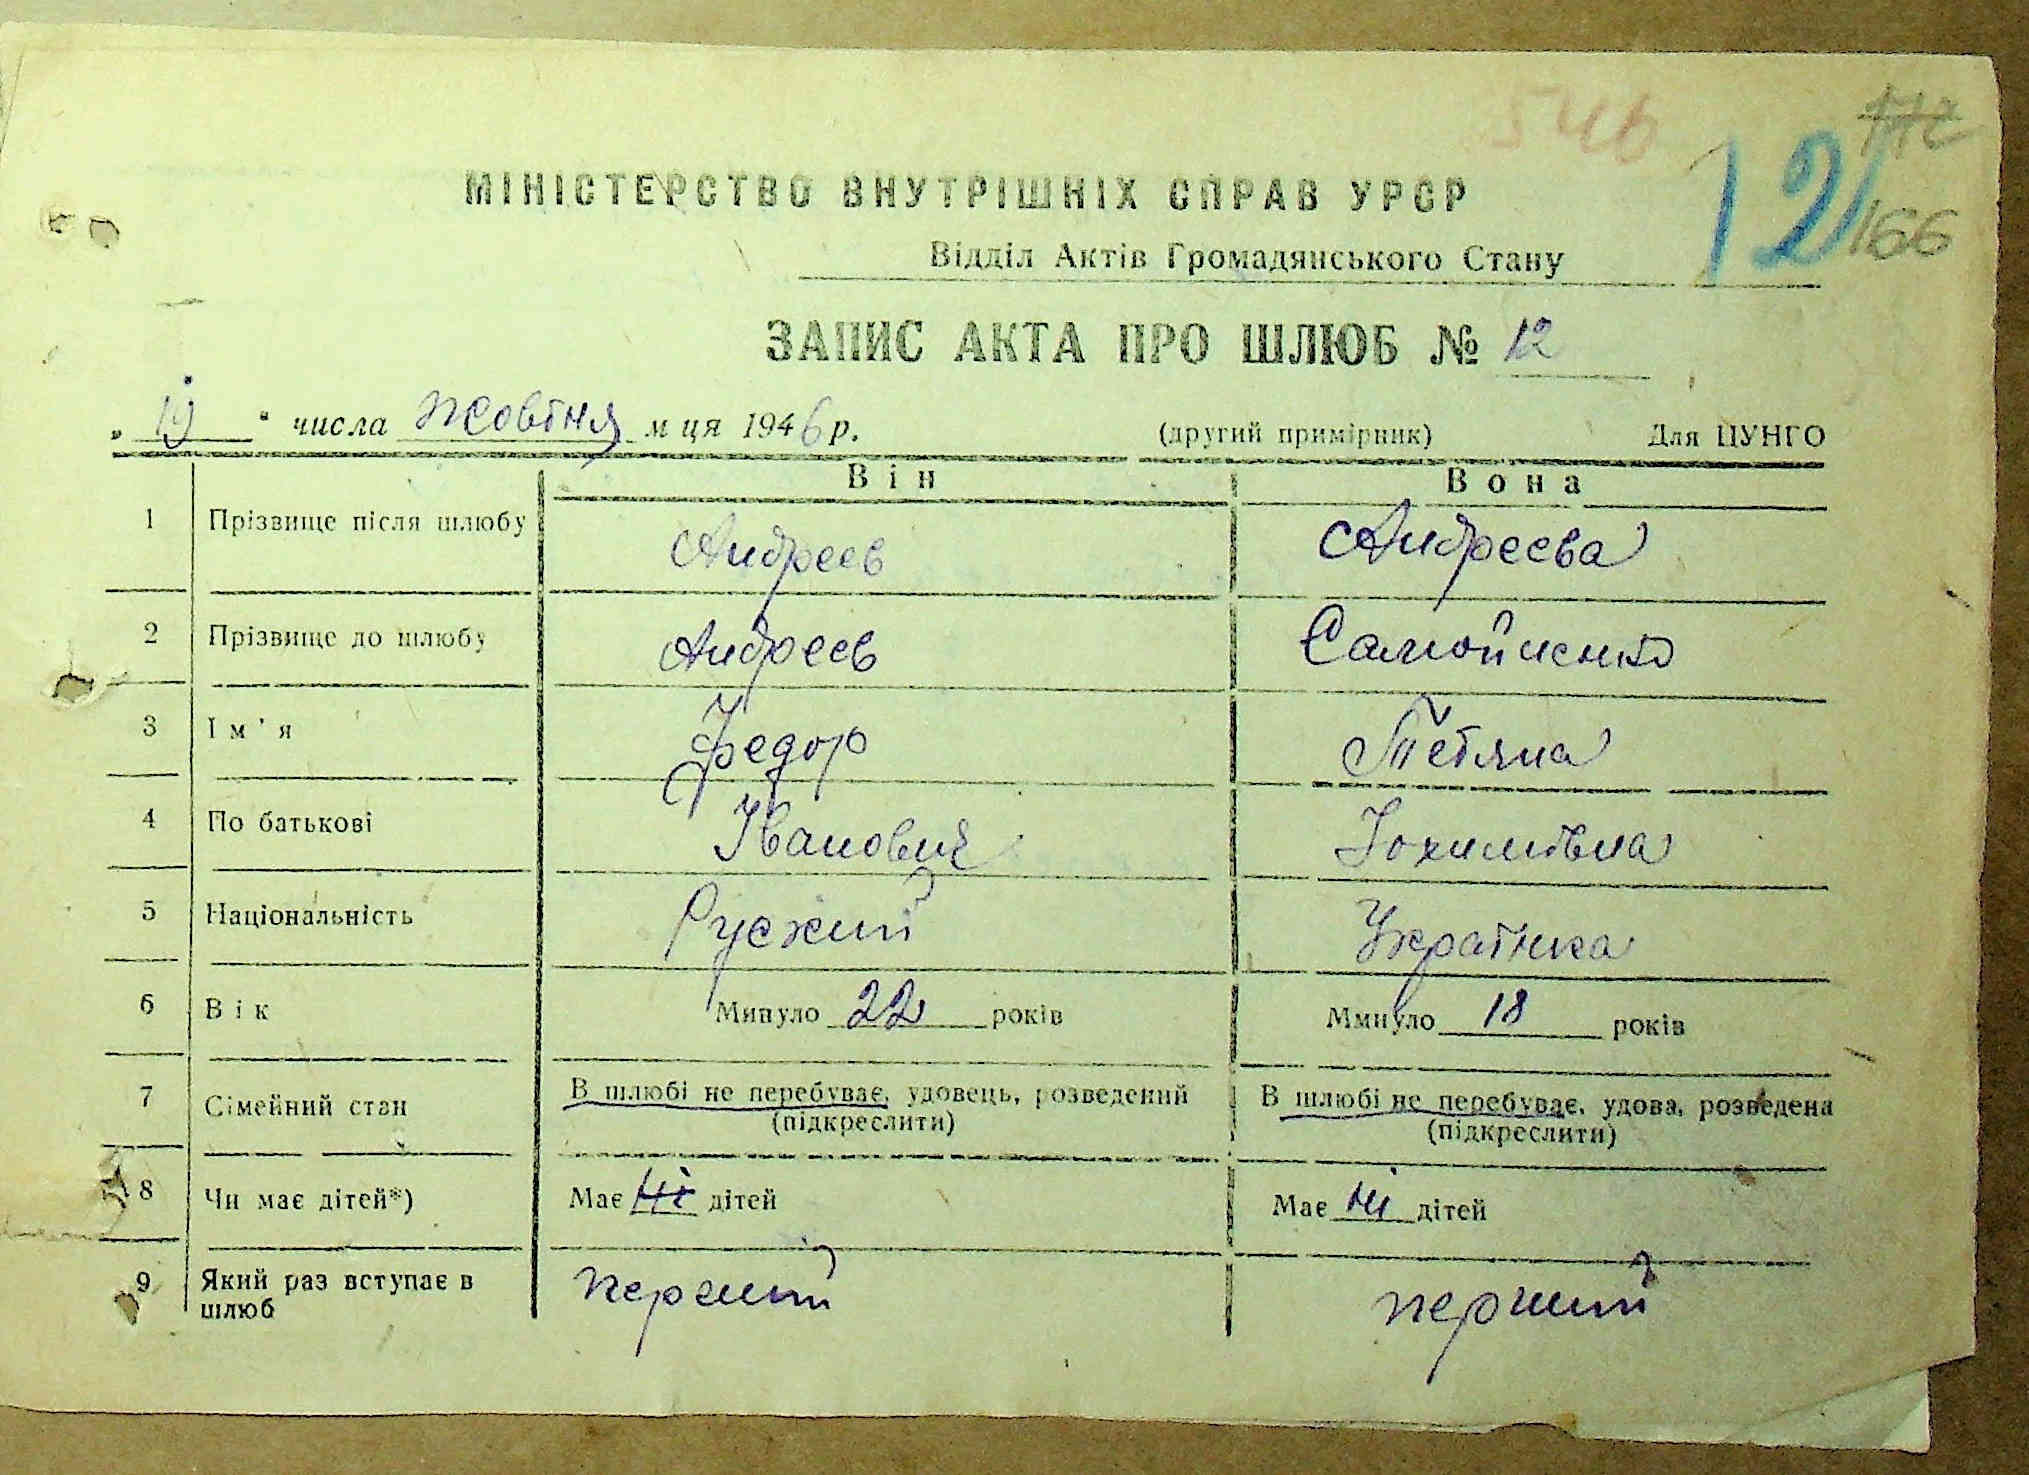 546
12
166
МІНІСТЕРСТВО ВНУТРІШНІХ СПРАВ УРСР
Відділ Актів Громадянського Стану
ЗАПИС АКТА ПРО ШЛЮБ № 12
„ 19 " числа жовтня м ця 1946 р. (другий примірник) Для ЦУНГО
Він Вона
1 Прізвище після шлюбу Андреев Андреєва
2 Прізвище до шлюбу Андреев Самойленко
3 Ім'я Федор Тетяна
4 По батькові Іванович Юхимівна
5 Національність Руський Українка
6 Вік Минуло 22 років Минуло 18 років
7 Сімейний стан В шлюбі не перебуває, удовець, розведений В шлюбі не перебуває, удова, розведена
(підкреслити) (підкреслити)
8 Чи має дітей*) Має ні дітей Має ні дітей
9 Який раз вступає в шлюб перший перший